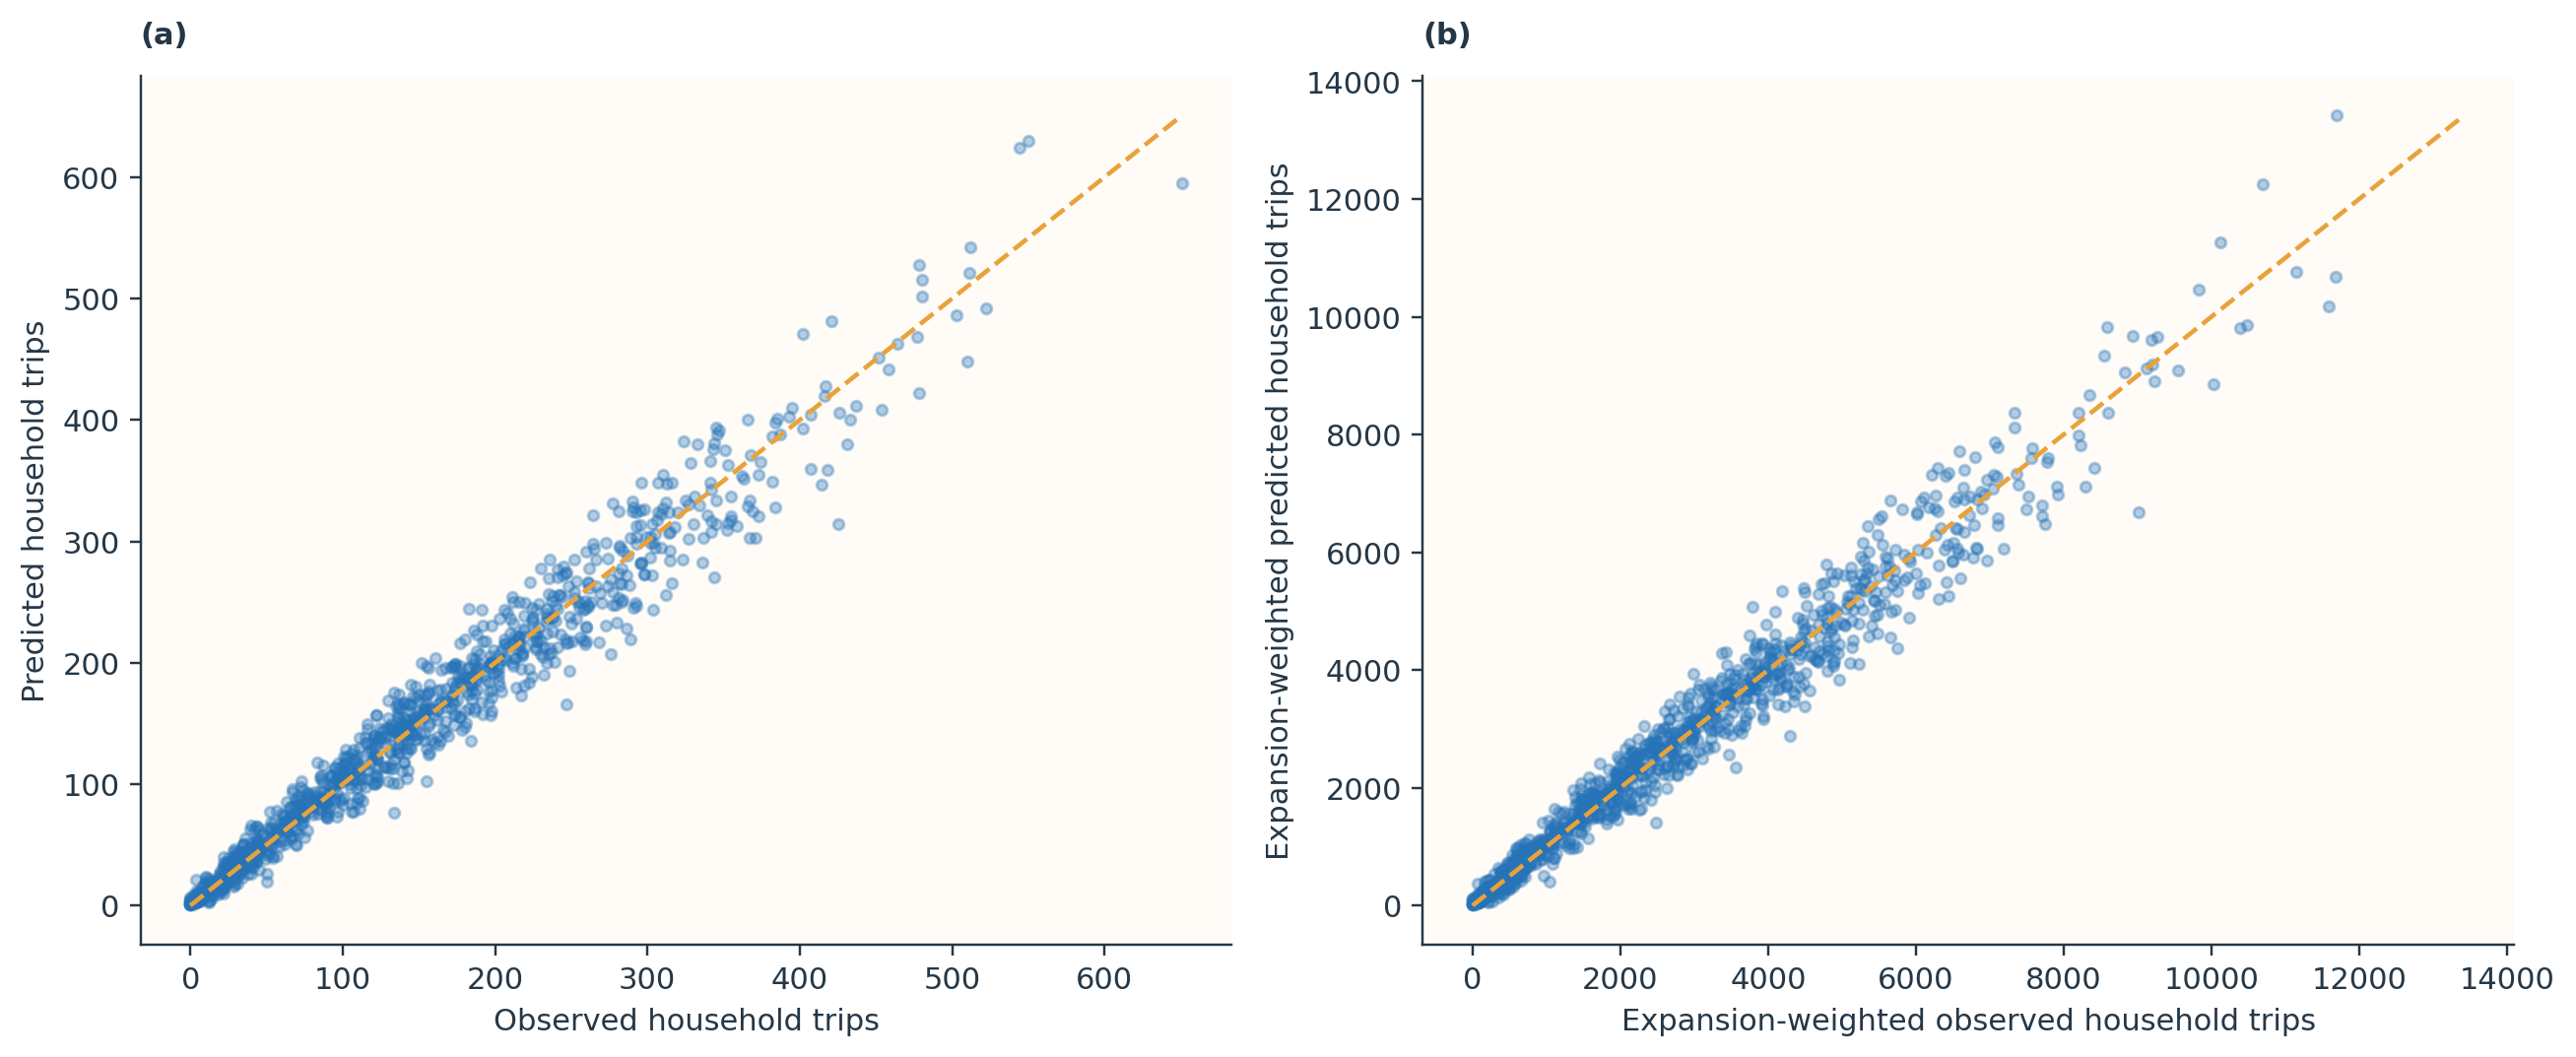 (a)
Predicted household trips
600
500
400
300
200
100
0
0 100 200 300 400 500 600
Observed household trips
(b)
Expansion-weighted predicted household trips
14000
12000
10000
8000
6000
4000
2000
0
0 2000 4000 6000 8000 10000 12000 14000
Expansion-weighted observed household trips